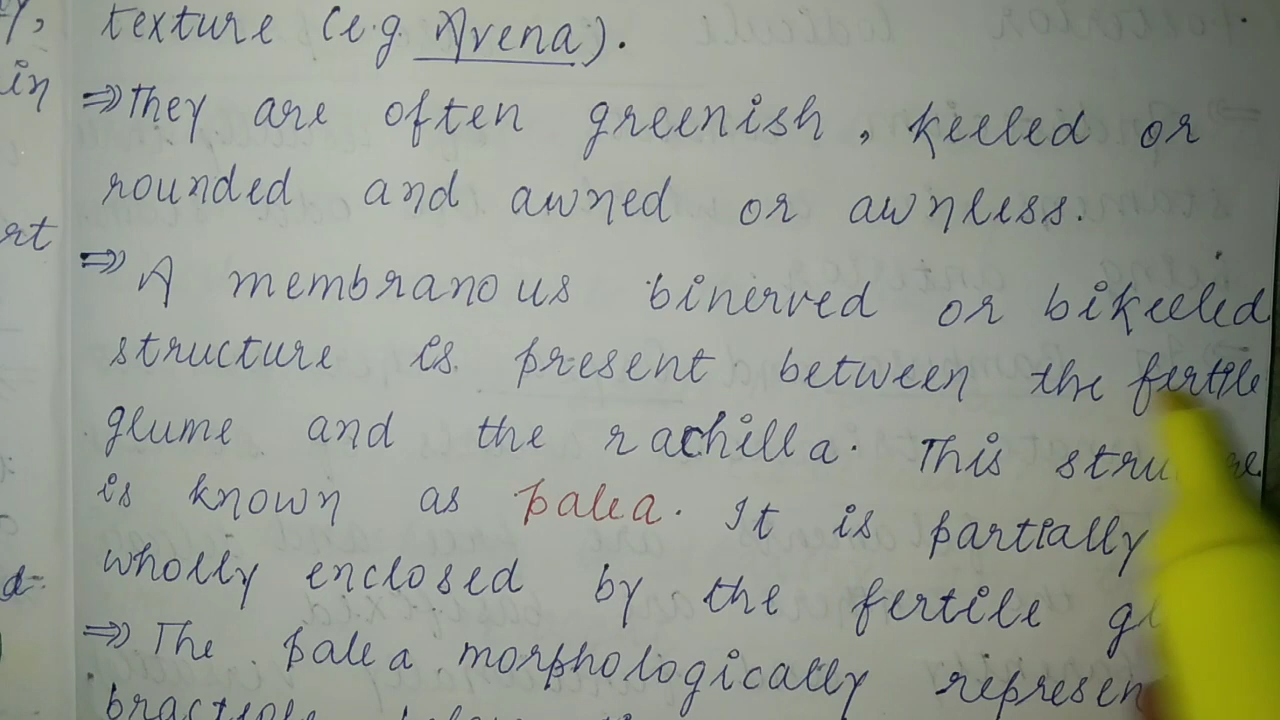 texture (e.g. Avena).
in
⇒ They are often greenish, keeled or
rounded and awned or awnless.
rt
⇒ A membranous binerved or bikeeled
structure is present between the fertile
glume and the rachilla. This
is known as palea. It is partially
wholly enclosed by the fertile
d-
⇒ The palea morphologically